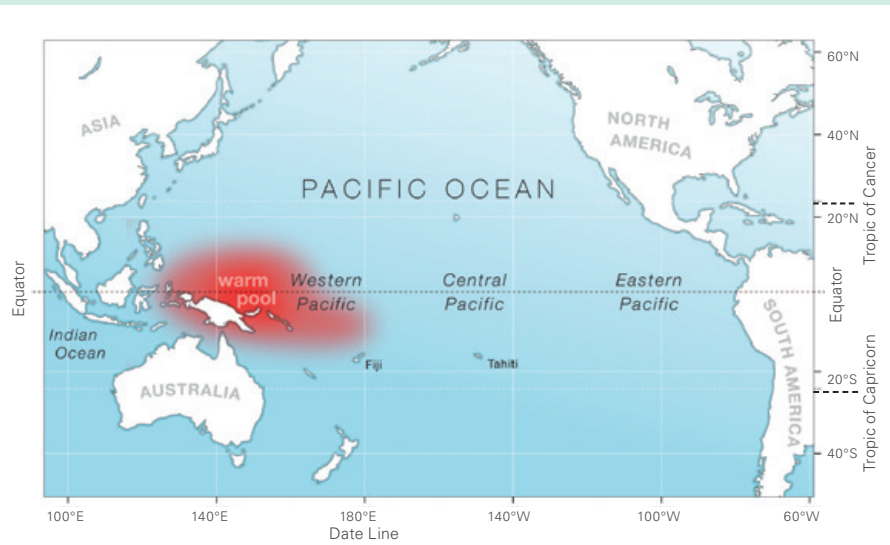 60°N
ASIA
NORTH
AMERICA
40°N
Tropic of Cancer
PACIFIC OCEAN
20°N
warm
pool
Western
Pacific
Central
Pacific
Eastern
Pacific
Equator
Equator
Indian
Ocean
Fiji
Tahiti
SOUTH AMERICA
20°S
AUSTRALIA
Tropic of Capricorn
40°S
100°E
140°E
180°E
140°W
100°W
60°W
Date Line